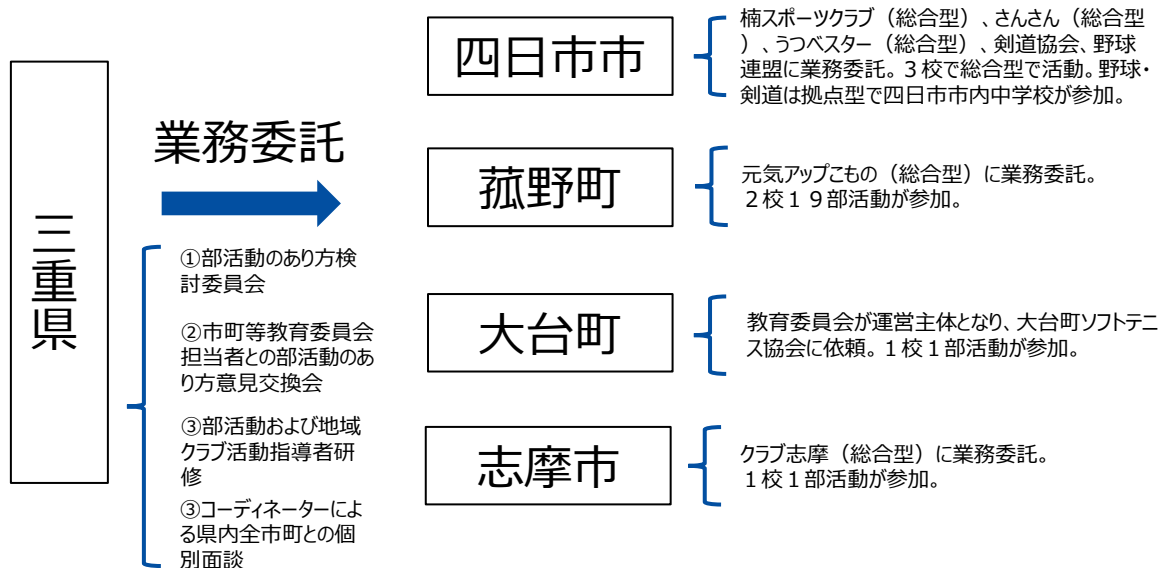 三重県
業務委託
①部活動のあり方検
討委員会
②市町等教育委員会
担当者との部活動のあ
り方意見交換会
③部活動および地域
クラブ活動指導者研
修
③コーディネーターによ
る県内全市町との個
別面談
四日市市
楠スポーツクラブ（総合型）、さんさん（総合型
）、うつベスター（総合型）、剣道協会、野球
連盟に業務委託。３校で総合型で活動。野球・
剣道は拠点型で四日市市内中学校が参加。
菰野町
元気アップこもの（総合型）に業務委託。
２校１９部活動が参加。
大台町
教育委員会が運営主体となり、大台町ソフトテニ
ス協会に依頼。１校１部活動が参加。
志摩市
クラブ志摩（総合型）に業務委託。
１校１部活動が参加。